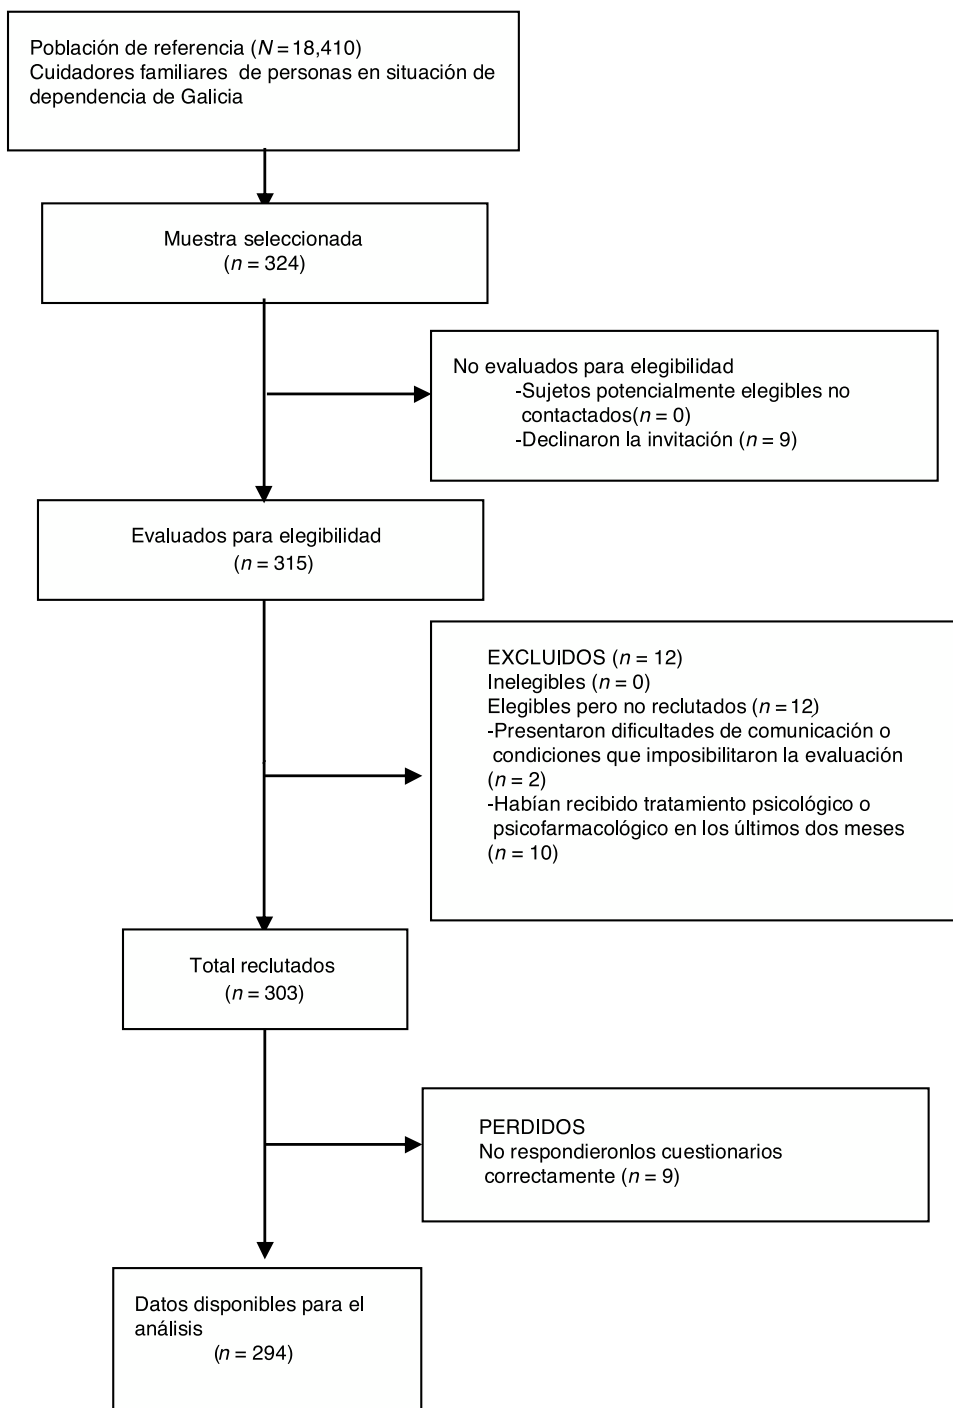 Población de referencia (N = 18,410)
Cuidadores familiares de personas en situación de
dependencia de Galicia
Muestra seleccionada
(n = 324)
No evaluados para elegibilidad
-Sujetos potencialmente elegibles no
contactados(n = 0)
-Declinaron la invitación (n = 9)
Evaluados para elegibilidad
(n = 315)
EXCLUIDOS (n = 12)
Inelegibles (n = 0)
Elegibles pero no reclutados (n = 12)
-Presentaron dificultades de comunicación o
condiciones que imposibilitaron la evaluación
(n = 2)
-Habían recibido tratamiento psicológico o
psicofarmacológico en los últimos dos meses
(n = 10)
Total reclutados
(n = 303)
PERDIDOS
No respondieronlos cuestionarios
correctamente (n = 9)
Datos disponibles para el
análisis
(n = 294)